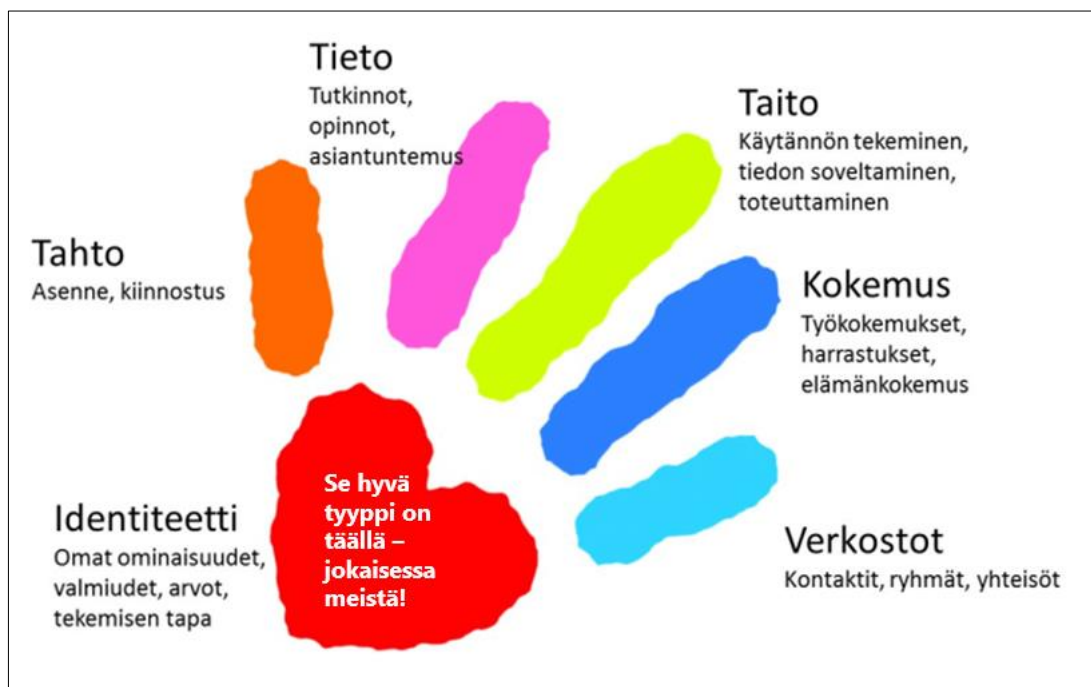 Tieto
Tutkinnot,
opinnot,
asiantuntemus
Taito
Käytännön tekeminen,
tiedon soveltaminen,
toteuttaminen
Tahto
Asenne, kiinnostus
Kokemus
Työkokemukset,
harrastukset,
elämänkokemus
Identiteetti
Omat ominaisuudet,
valmiudet, arvot,
tekemisen tapa
Se hyvä
tyyppi on
täällä –
jokaisessa
meistä!
Verkostot
Kontaktit, ryhmät, yhteisöt